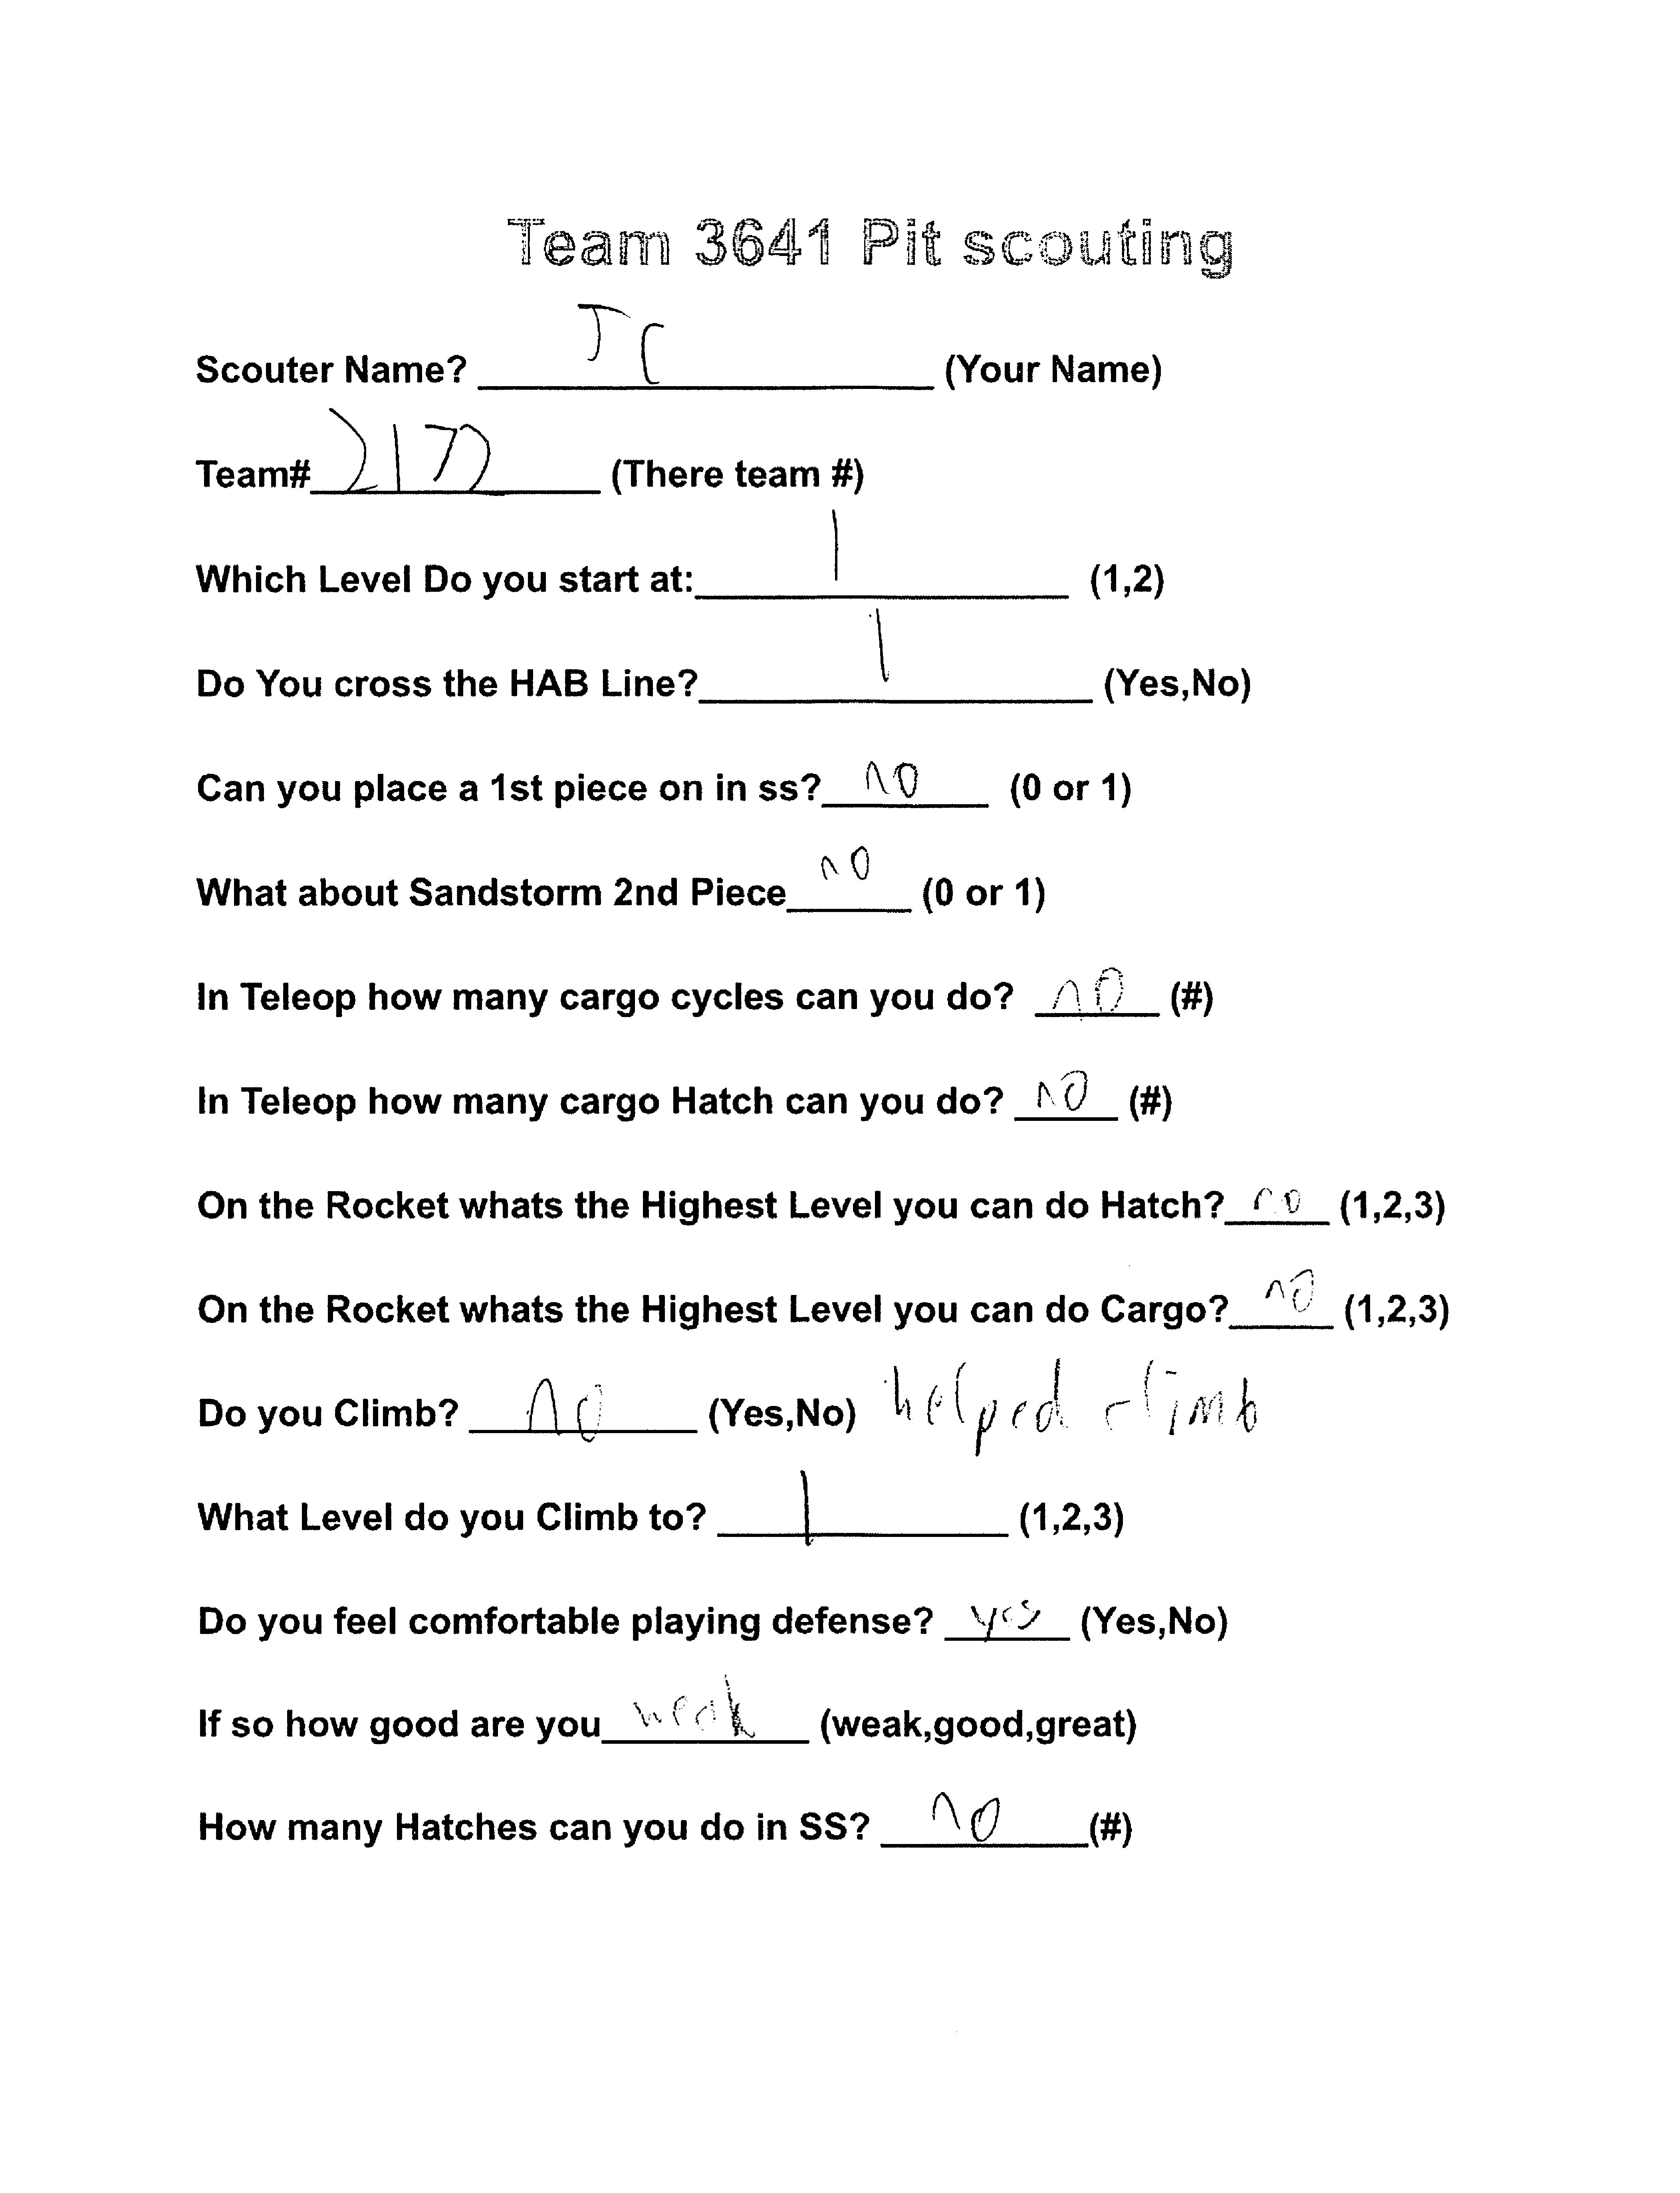 Team 3641 Pit scouting
Scouter Name? JC (Your Name)
Team# 2172 (There team #)
Which Level Do you start at: 1 (1,2)
Do You cross the HAB Line? 1 (Yes,No)
Can you place a 1st piece on in ss? no (0 or 1)
What about Sandstorm 2nd Piece no (0 or 1)
In Teleop how many cargo cycles can you do? no (#)
In Teleop how many cargo Hatch can you do? no (#)
On the Rocket whats the Highest Level you can do Hatch? no (1,2,3)
On the Rocket whats the Highest Level you can do Cargo? no (1,2,3)
Do you Climb? no (Yes,No) helped climb
What Level do you Climb to? 1 (1,2,3)
Do you feel comfortable playing defense? yes (Yes,No)
If so how good are you weak (weak,good,great)
How many Hatches can you do in SS? no (#)